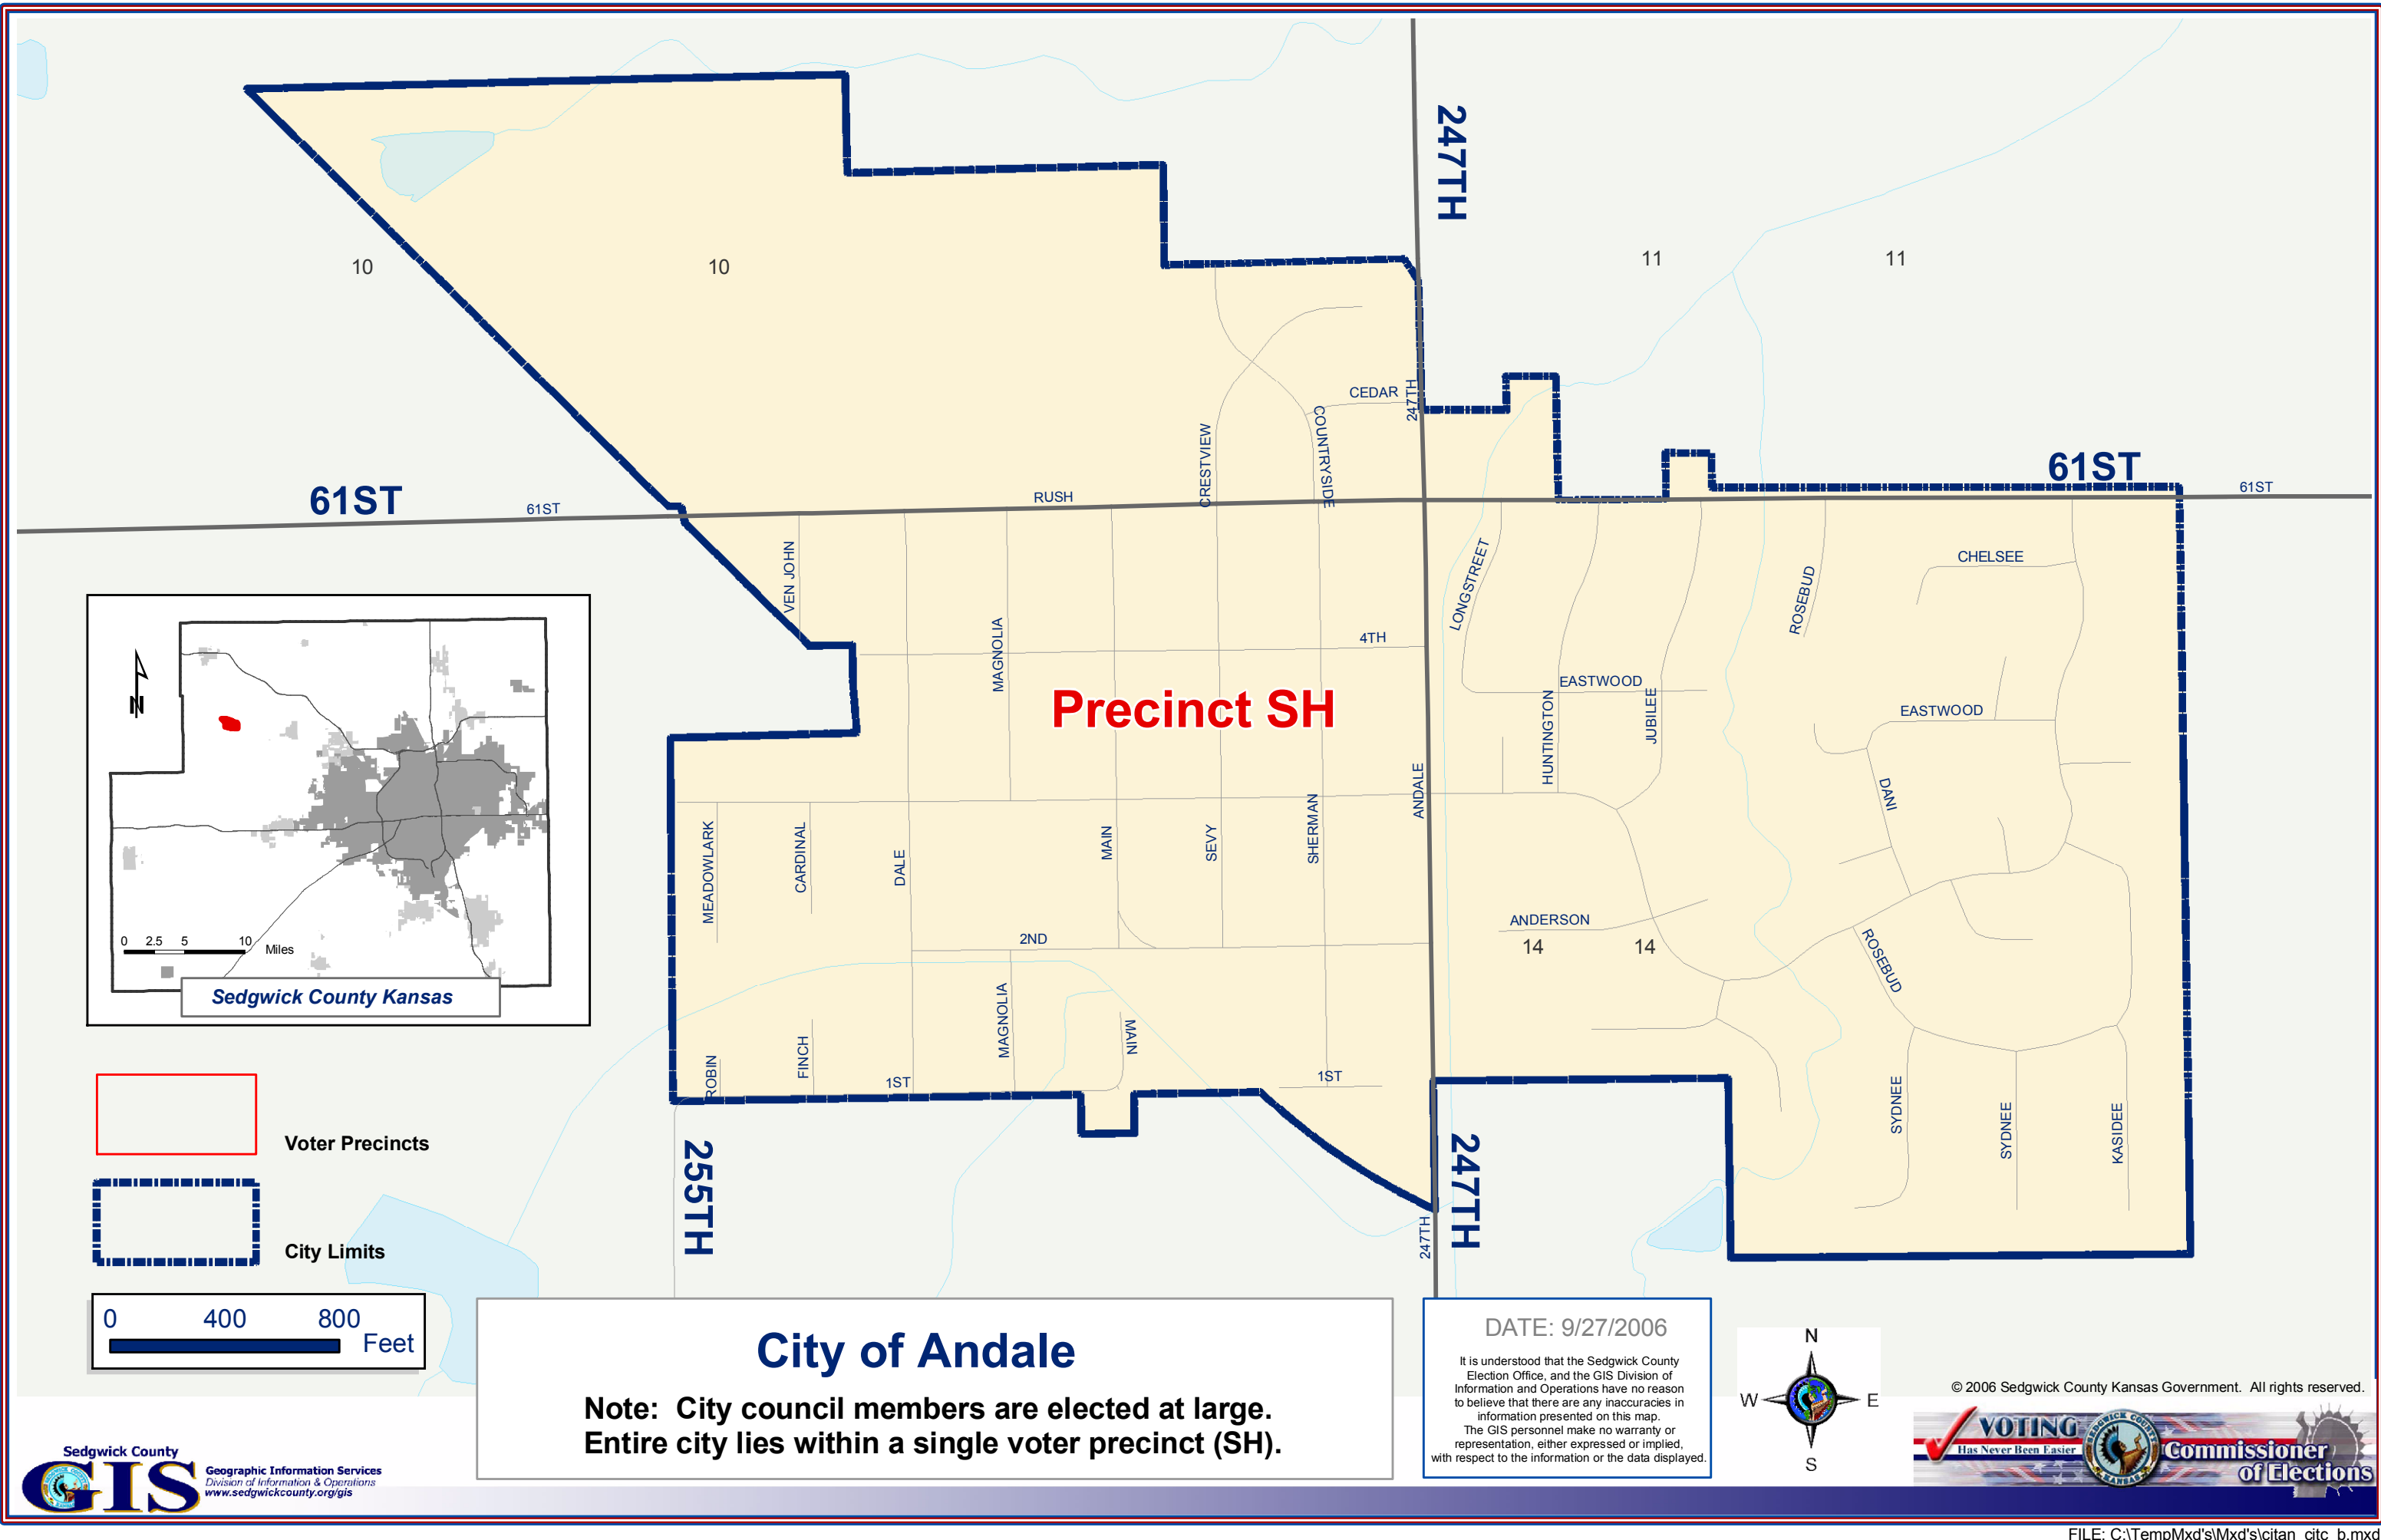 247TH
10
10
11
11
CEDAR
247TH
COUNTRYSIDE
CRESTVIEW
61ST
61ST
61ST
RUSH
61ST
VEN JOHN
LONGSTREET
CHELSEE
ROSEBUD
MAGNOLIA
4TH
Precinct SH
EASTWOOD
HUNTINGTON
JUBILEE
EASTWOOD
ANDALE
DANI
MEADOWLARK
CARDINAL
DALE
MAIN
SEVY
SHERMAN
ANDERSON
14
14
2ND
ROSEBUD
MAGNOLIA
MAIN
FINCH
ROBIN
1ST
1ST
SYDNEE
SYDNEE
KASIDEE
255TH
247TH
247TH
N
0 2.5 5 10
Miles
Sedgwick County Kansas
Voter Precincts
City Limits
0 400 800
Feet
City of Andale
Note: City council members are elected at large.
Entire city lies within a single voter precinct (SH).
DATE: 9/27/2006
It is understood that the Sedgwick County
Election Office, and the GIS Division of
Information and Operations have no reason
to believe that there are any inaccuracies in
information presented on this map.
The GIS personnel make no warranty or
representation, either expressed or implied,
with respect to the information or the data displayed.
N
W E
S
© 2006 Sedgwick County Kansas Government. All rights reserved.
VOTING
Has Never Been Easier
SEDGWICK COUNTY
KANSAS
Commissioner
of Elections
Sedgwick County
GIS
Geographic Information Services
Division of Information & Operations
www.sedgwickcounty.org/gis
FILE: C:\TempMxd's\Mxd's\citan_citc_b.mxd